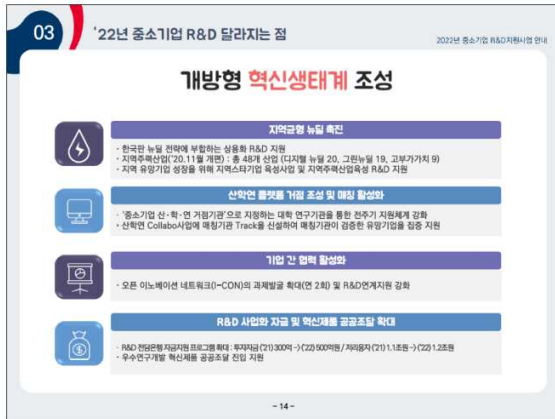 03
'22년 중소기업 R&D 달라지는 점
2022년 중소기업 R&D지원사업 안내
개방형 혁신생태계 조성
지역균형 뉴딜 촉진
· 한국판 뉴딜 전략에 부합하는 상용화 R&D 지원
· 지역주력산업('20.11월 개편) : 총 48개 산업 (디지털 뉴딜 20, 그린뉴딜 19, 고부가가치 9)
· 지역 유망기업 성장을 위해 지역스타기업 육성사업 및 지역주력산업육성 R&D 지원
산학연 플랫폼 거점 조성 및 매칭 활성화
· '중소기업 산·학·연 거점기관'으로 지정하는 대학 연구기관을 통한 전주기 지원체계 강화
· 산학연 Collabo사업에 매칭기관 Track을 신설하여 매칭기관이 검증한 유망기업을 집중 지원
기업 간 협력 활성화
· 오픈 이노베이션 네트워크(I-CON)의 과제발굴 확대(연 2회) 및 R&D연계지원 강화
R&D 사업화 자금 및 혁신제품 공공조달 확대
· R&D 전담은행 자금지원 프로그램 확대 : 투자자금 ('21) 300억 -> ('22) 500억원 / 저리융자 ('21) 1.1조원 -> ('22) 1.2조원
· 우수연구개발 혁신제품 공공조달 진입 지원
- 14 -